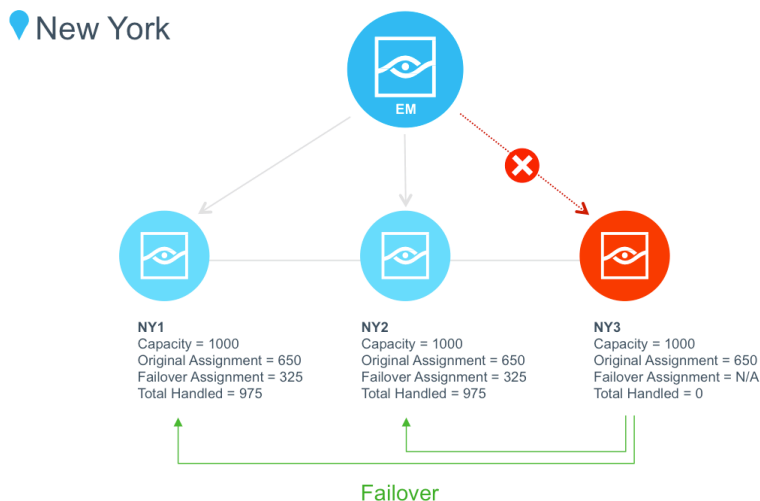 New York
EM
NY1
Capacity = 1000
Original Assignment = 650
Failover Assignment = 325
Total Handled = 975
NY2
Capacity = 1000
Original Assignment = 650
Failover Assignment = 325
Total Handled = 975
NY3
Capacity = 1000
Original Assignment = 650
Failover Assignment = N/A
Total Handled = 0
Failover